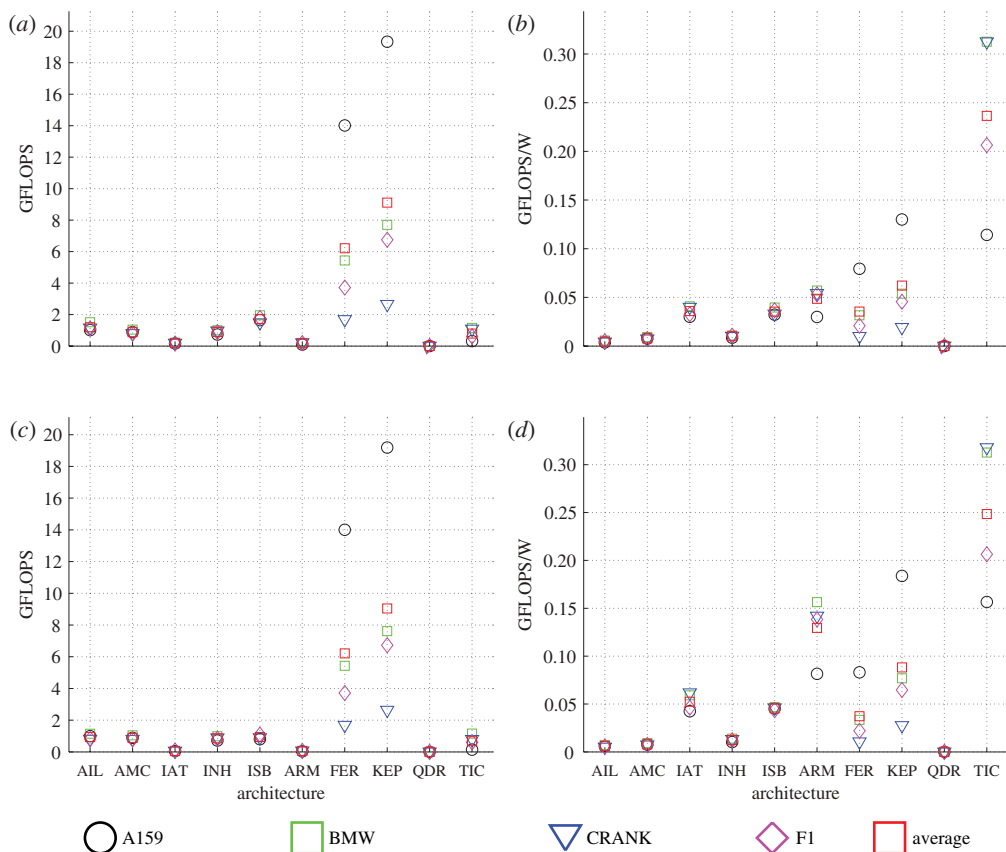 (a)
20
18
16
14
12
10
8
6
4
2
0
GFLOPS
(b)
0.30
0.25
0.20
0.15
0.10
0.05
0
GFLOPS/W
(c)
20
18
16
14
12
10
8
6
4
2
0
GFLOPS
AIL AMC IAT INH ISB ARM FER KEP QDR TIC
architecture
(d)
0.30
0.25
0.20
0.15
0.10
0.05
0
GFLOPS/W
AIL AMC IAT INH ISB ARM FER KEP QDR TIC
architecture
A159 BMW CRANK F1 average